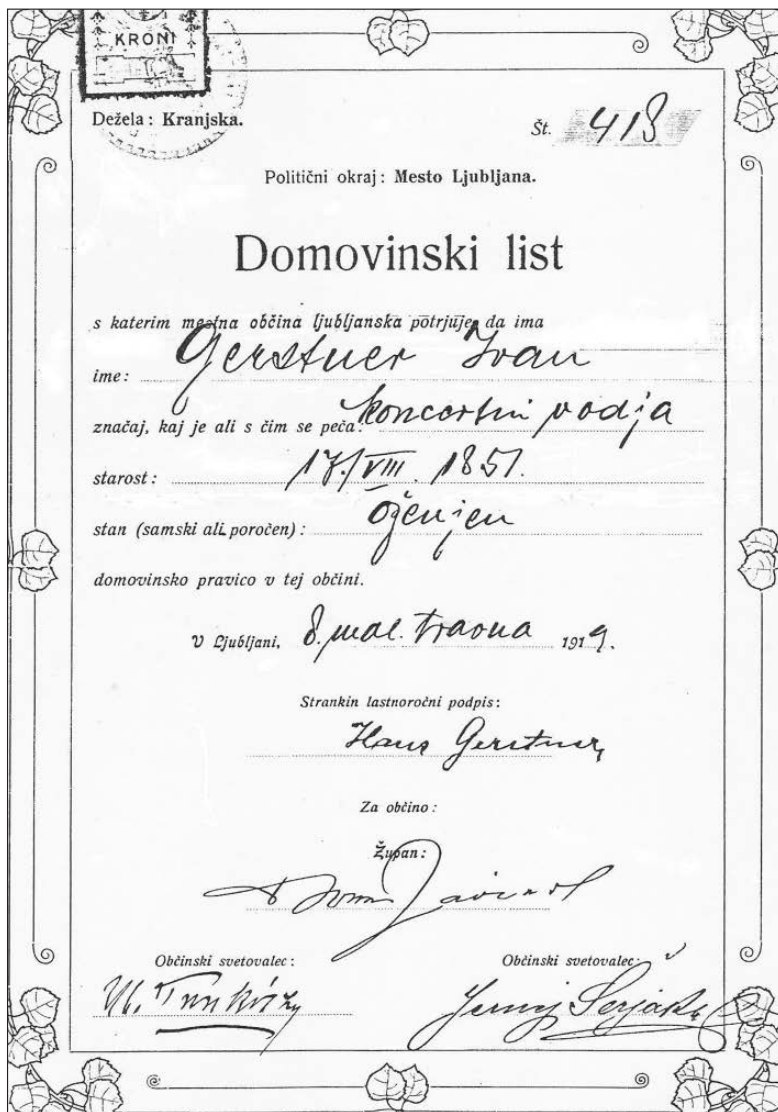 KRONI
Dežela: Kranjska.
Št. 418
Politični okraj: Mesto Ljubljana.
Domovinski list
s katerim mestna občina ljubljanska potrjuje, da ima
ime: Gerstner Ivan
značaj, kaj je ali s čim se peča: koncertni vodja
starost: 17./VIII. 1851.
stan (samski ali poročen): Oženjen
domovinsko pravico v tej občini.
V Ljubljani, 8. mal. travna 1919.
Strankin lastnoročni podpis:
Hans Gerstner
Za občino:
Župan:
Občinski svetovalec: Občinski svetovalec:
Jernej